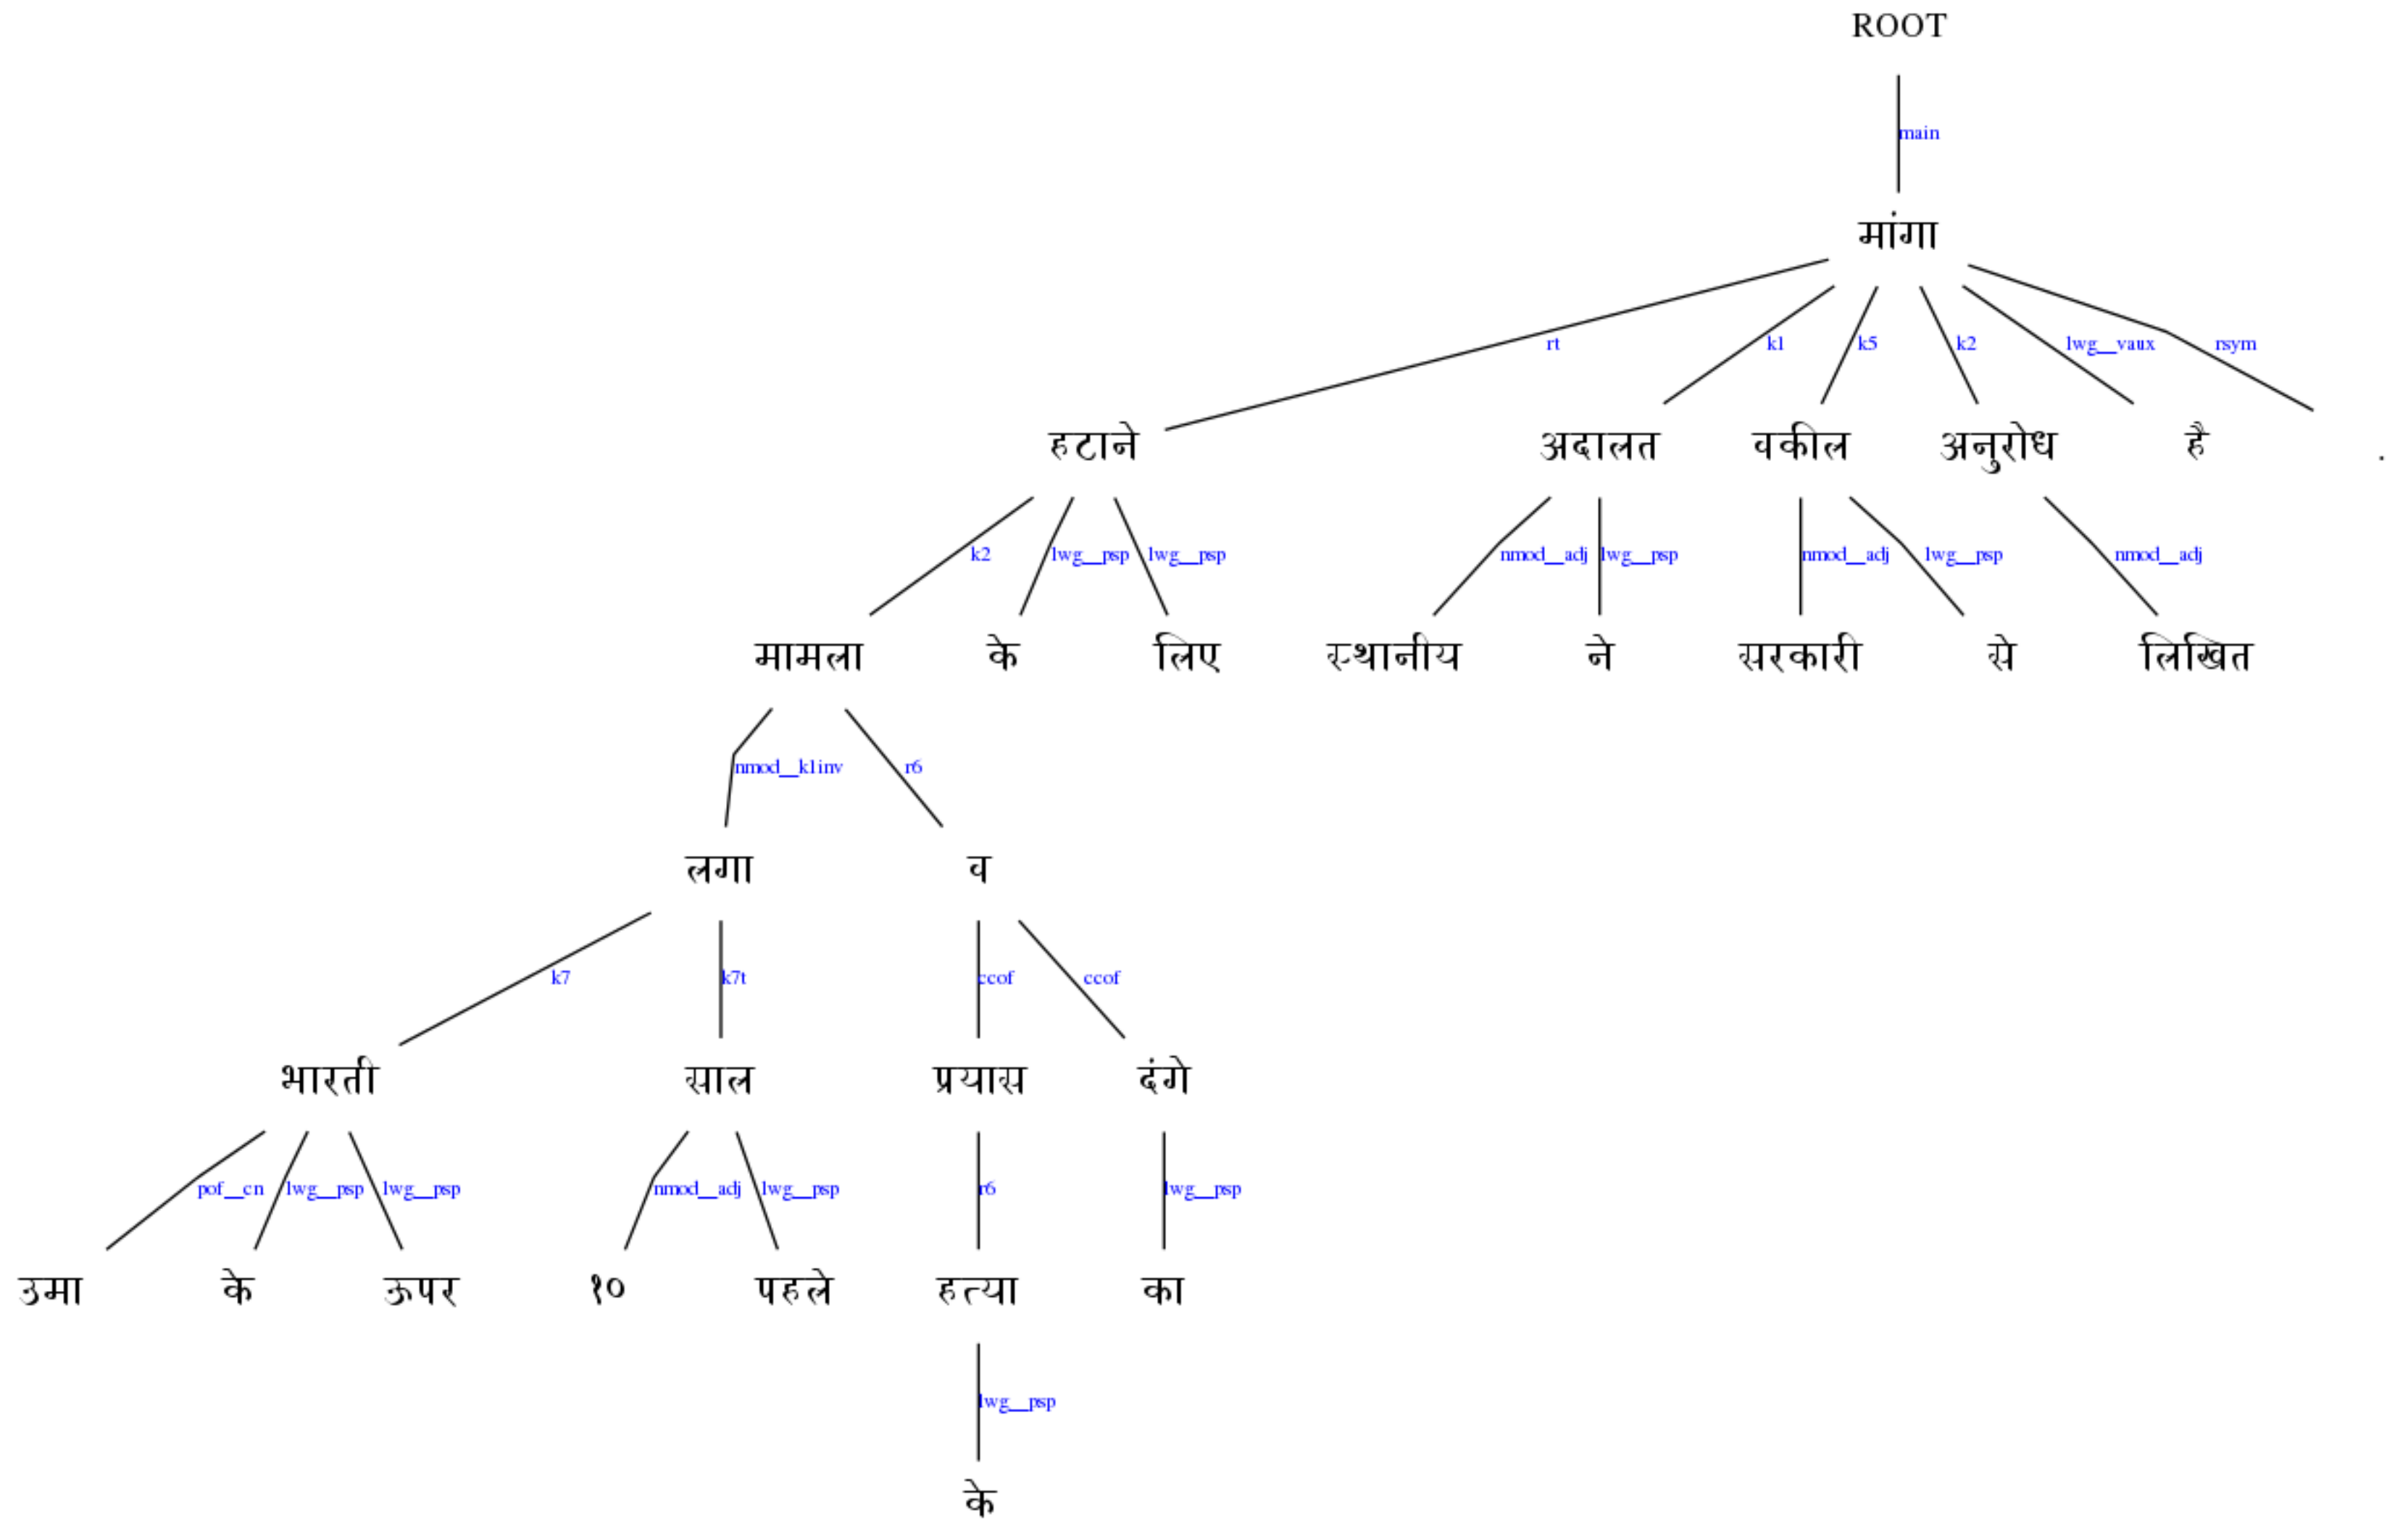 ROOT
main
मांगा
rt k1 k5 k2 lwg__vaux rsym
हटाने अदालत वकील अनुरोध है .
k2 lwg__psp lwg__psp nmod__adj lwg__psp nmod__adj lwg__psp nmod__adj
मामला के लिए स्थानीय ने सरकारी से लिखित
nmod__k1inv r6
लगा व
k7 k7t ccof ccof
भारती साल प्रयास दंगे
pof__cn lwg__psp lwg__psp nmod__adj lwg__psp r6 lwg__psp
उमा के ऊपर १० पहले हत्या का
lwg__psp
के